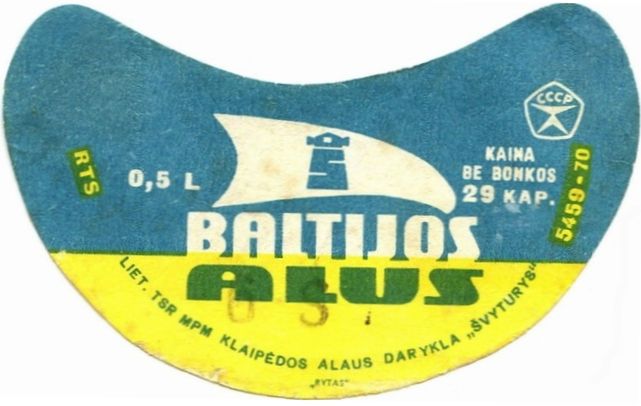 CCCP
RTS
0,5 L
S
KAINA
BE BONKOS
29 KAP.
5459-70
BALTIJOS
ALUS
LIET. TSR MPM KLAIPĖDOS ALAUS DARYKLA „ŠVYTURYS“
„RYTAS“